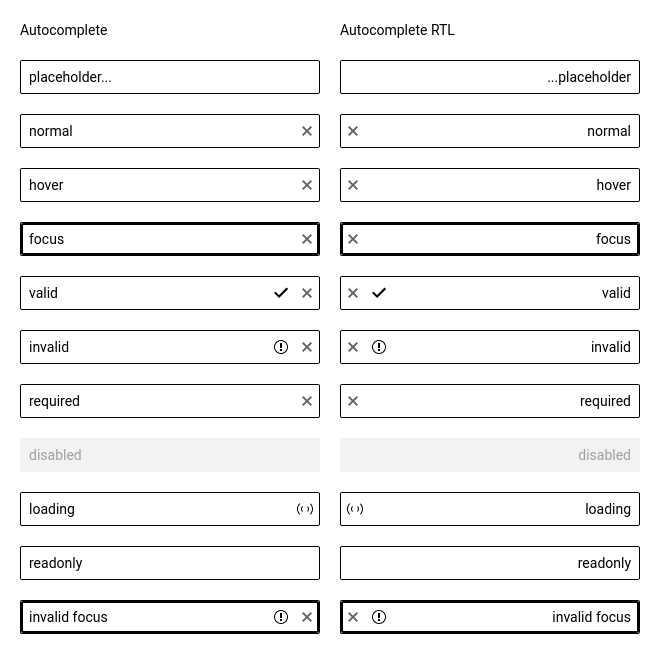 Autocomplete
Autocomplete RTL
placeholder...
...placeholder
normal
normal
hover
hover
focus
focus
valid
valid
invalid
invalid
required
required
disabled
disabled
loading
loading
readonly
readonly
invalid focus
invalid focus